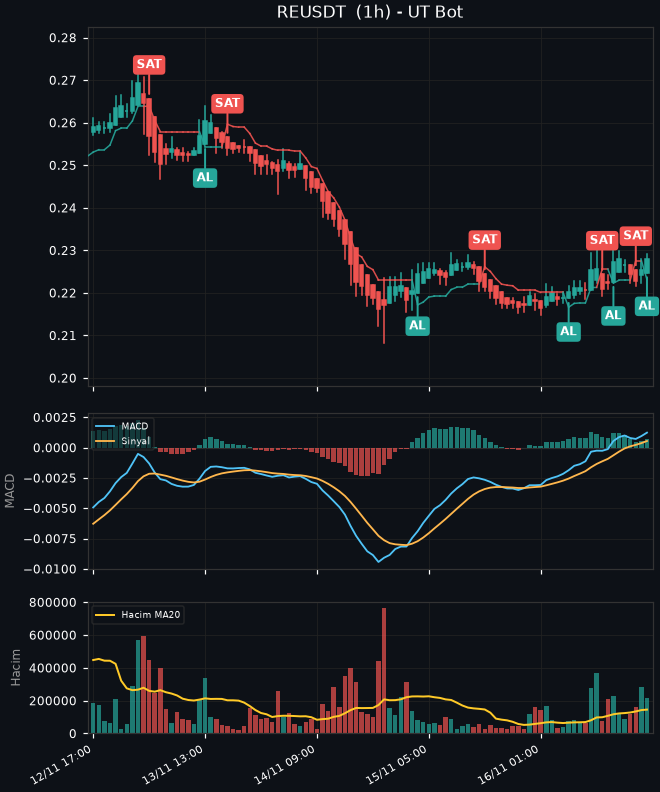 REUSDT (1h) - UT Bot
0.28
0.27
0.26
0.25
0.24
0.23
0.22
0.21
0.20
SAT
SAT
AL
SAT
SAT
SAT
AL
AL
AL
AL
MACD
0.0025
0.0000
−0.0025
−0.0050
−0.0075
−0.0100
MACD
Sinyal
Hacim
800000
600000
400000
200000
0
Hacim MA20
12/11 17:00
13/11 13:00
14/11 09:00
15/11 05:00
16/11 01:00